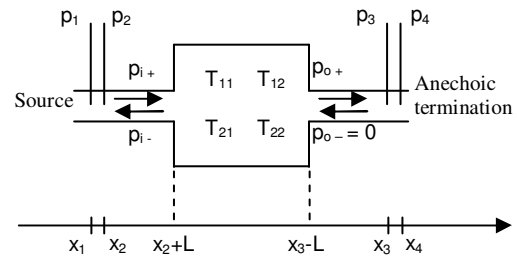 p1 p2 p3 p4
pi + T11 T12 po + Anechoic
Source termination
pi - T21 T22 po – = 0
x1 x2 x2+L x3-L x3 x4